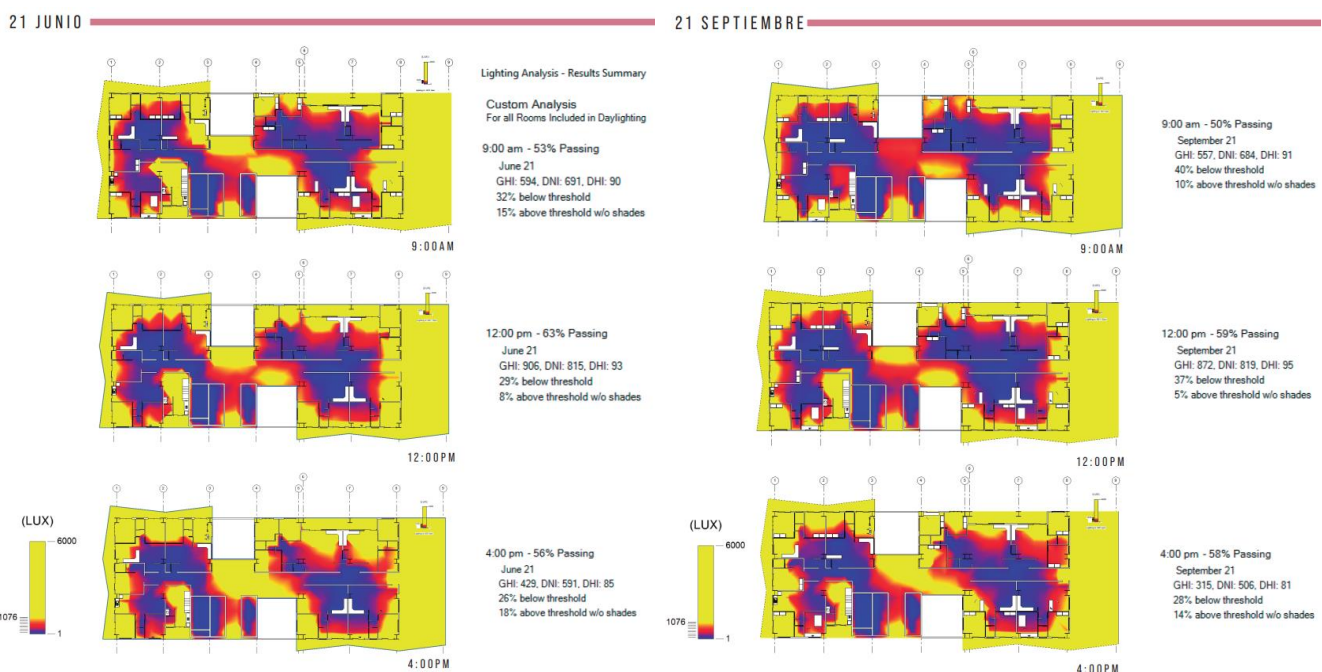 21 JUNIO
Lighting Analysis - Results Summary
Custom Analysis
For all Rooms Included in Daylighting
9:00 am - 53% Passing
June 21
GHI: 594, DNI: 691, DHI: 90
32% below threshold
15% above threshold w/o shades
9:00AM
12:00 pm - 63% Passing
June 21
GHI: 906, DNI: 815, DHI: 93
29% below threshold
8% above threshold w/o shades
12:00PM
(LUX)
6000
1076
1
4:00 pm - 56% Passing
June 21
GHI: 429, DNI: 591, DHI: 85
26% below threshold
18% above threshold w/o shades
4:00PM
21 SEPTIEMBRE
9:00 am - 50% Passing
September 21
GHI: 557, DNI: 684, DHI: 91
40% below threshold
10% above threshold w/o shades
9:00AM
12:00 pm - 59% Passing
September 21
GHI: 872, DNI: 819, DHI: 95
37% below threshold
5% above threshold w/o shades
12:00PM
(LUX)
6000
1076
1
4:00 pm - 58% Passing
September 21
GHI: 315, DNI: 506, DHI: 81
28% below threshold
14% above threshold w/o shades
4:00PM